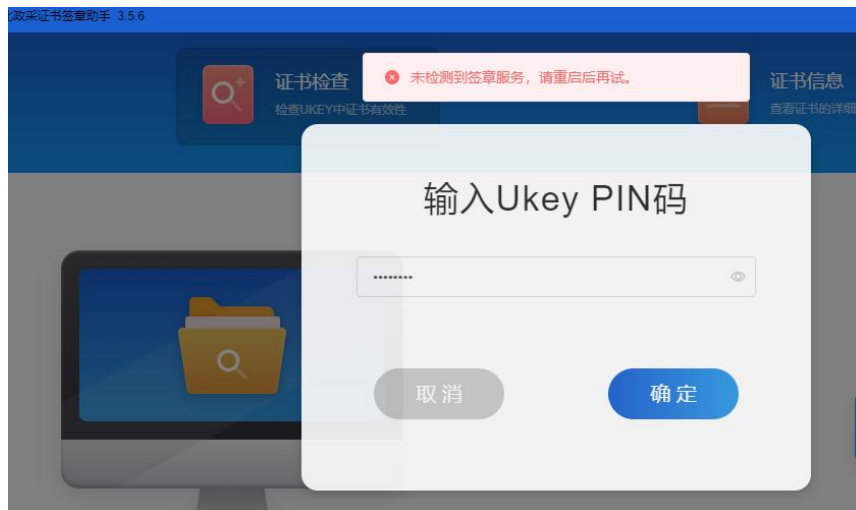 政采证书签章助手 3.5.6
证书检查
检查UKEY中证书有效性
未检测到签章服务，请重启后再试。
证书信息
查看证书的详细
输入Ukey PIN码
••••••••
取消
确定